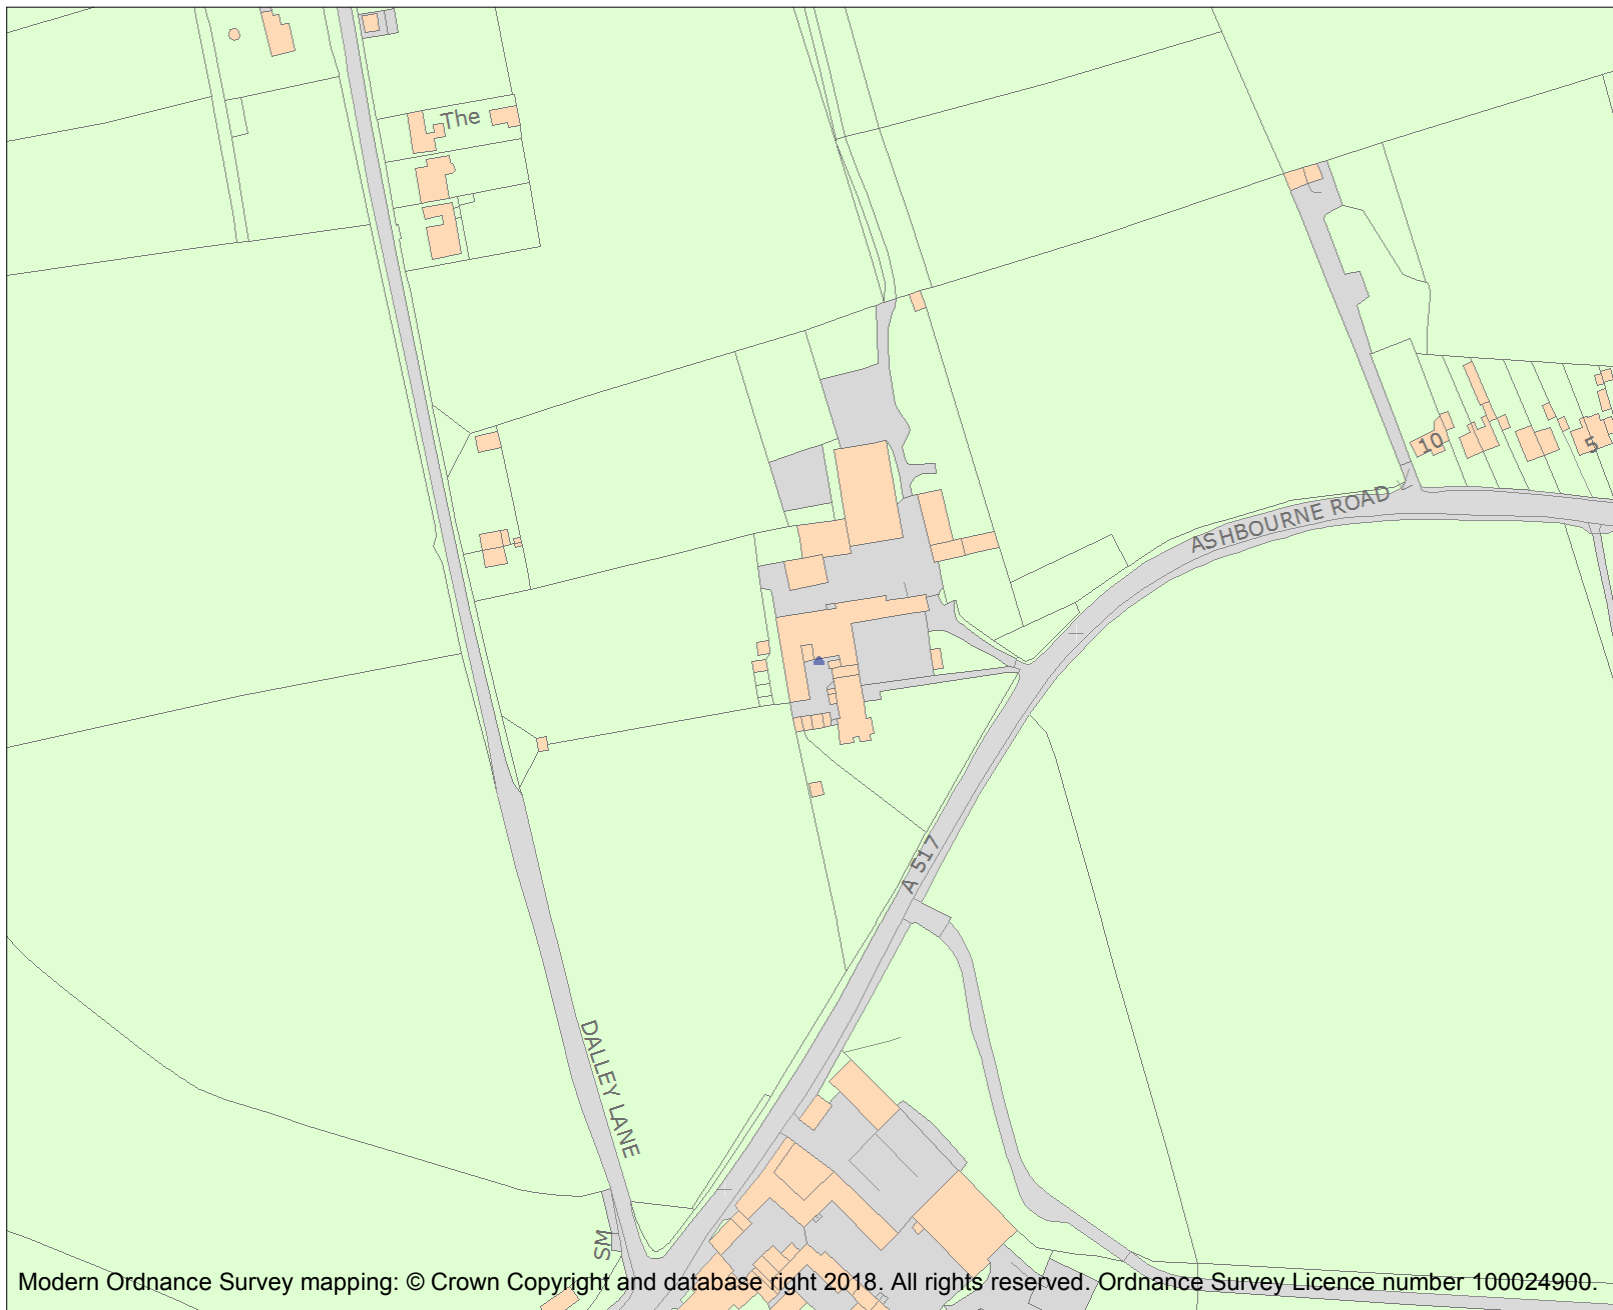 The
10
5
ASHBOURNE ROAD
A 517
DALLEY LANE
SM
Modern Ordnance Survey mapping: © Crown Copyright and database right 2018. All rights reserved. Ordnance Survey Licence number 100024900.